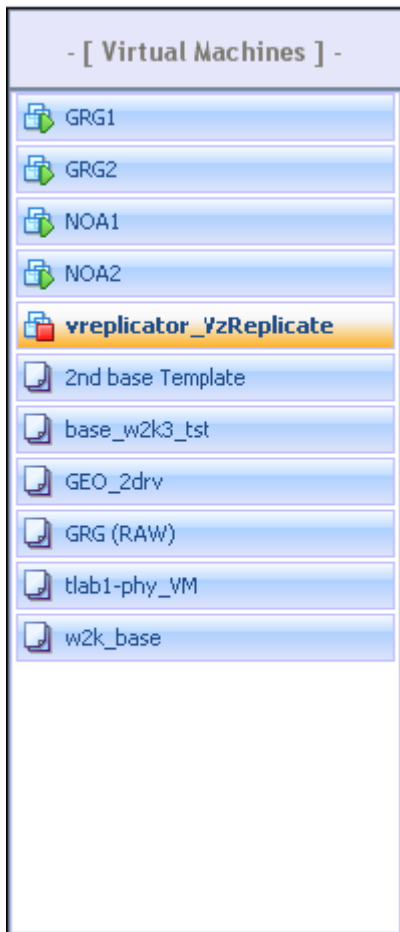 - [ Virtual Machines ] -
GRG1
GRG2
NOA1
NOA2
vreplicator_VzReplicate
2nd base Template
base_w2k3_tst
GEO_2drv
GRG (RAW)
tlab1-phy_VM
w2k_base